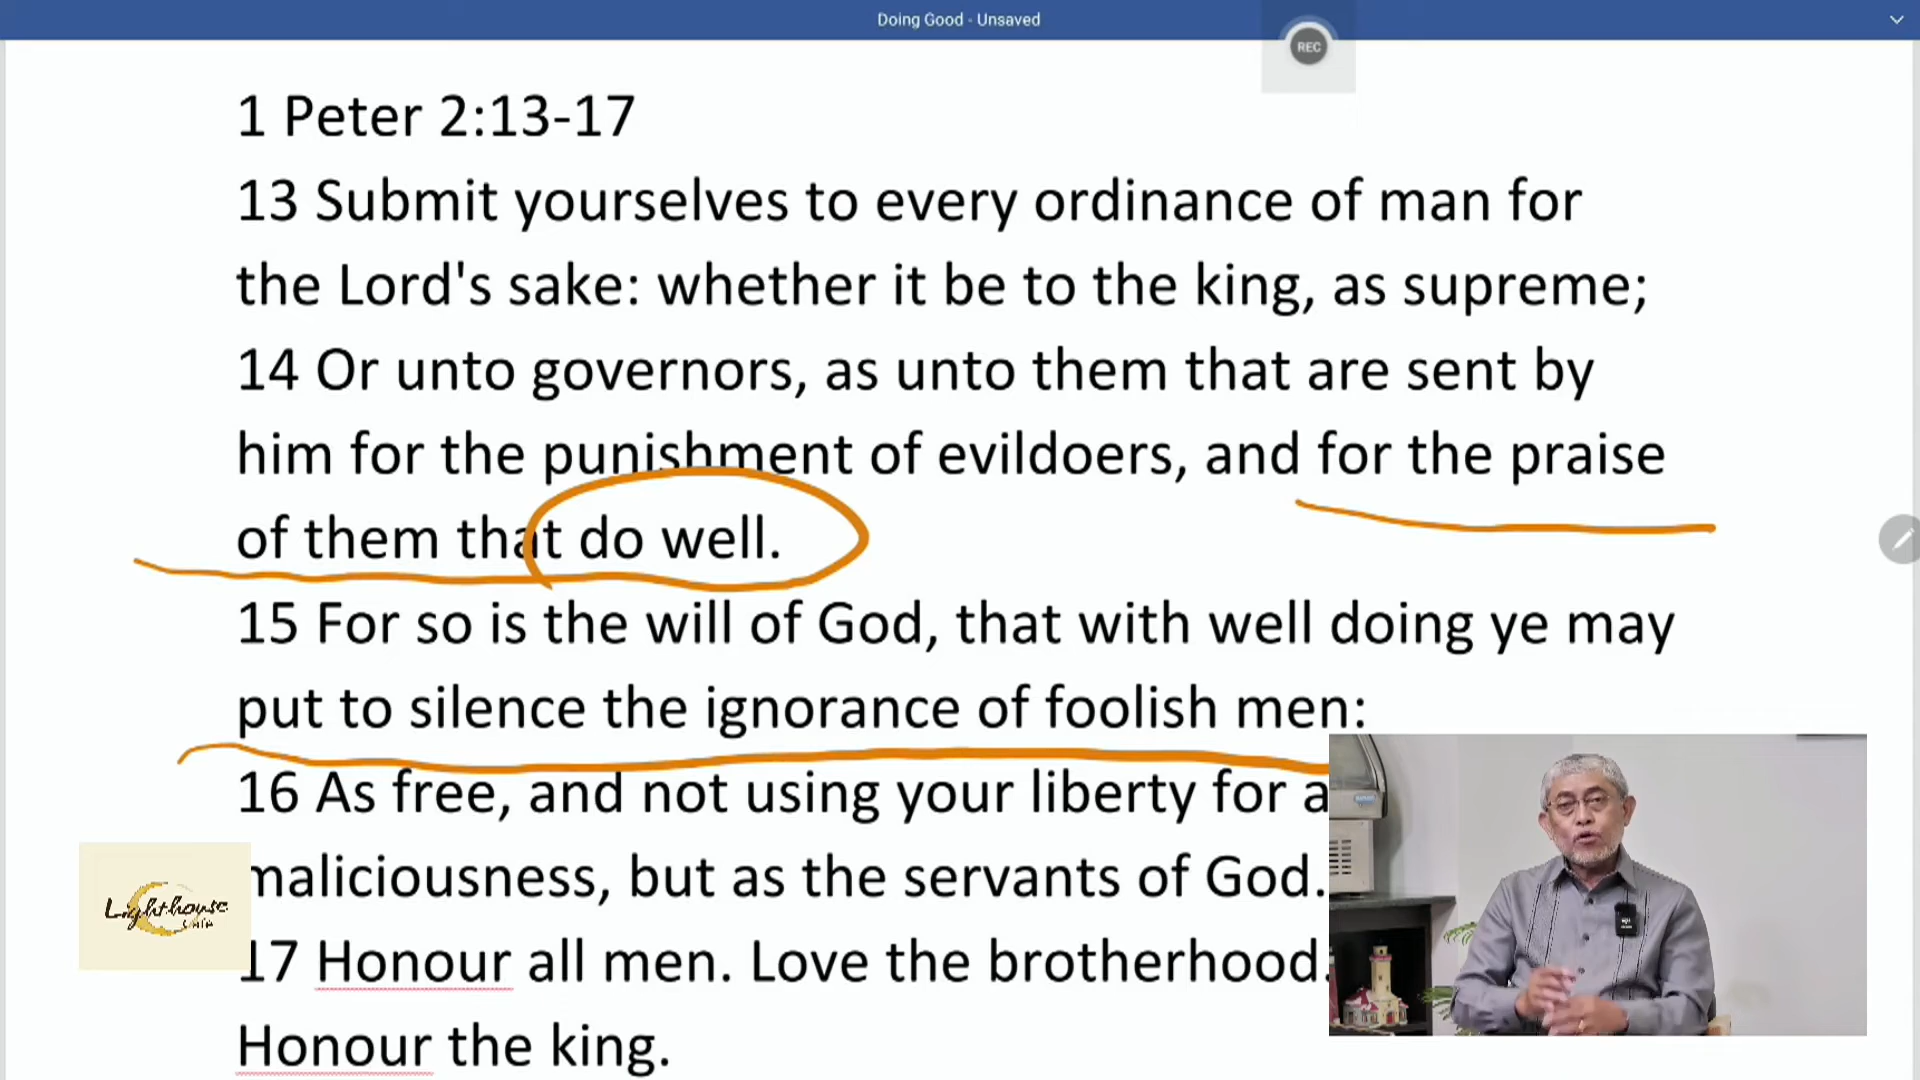 Doing Good - Unsaved
REC
1 Peter 2:13-17
13 Submit yourselves to every ordinance of man for
the Lord's sake: whether it be to the king, as supreme;
14 Or unto governors, as unto them that are sent by
him for the punishment of evildoers, and for the praise
of them that do well.
15 For so is the will of God, that with well doing ye may
put to silence the ignorance of foolish men:
16 As free, and not using your liberty for a
maliciousness, but as the servants of God.
Lighthouse
17 Honour all men. Love the brotherhood.
Honour the king.